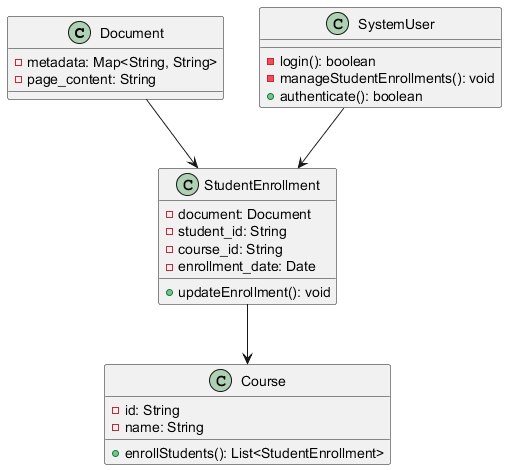 C Document
metadata: Map<String, String>
page_content: String
C SystemUser
login(): boolean
manageStudentEnrollments(): void
authenticate(): boolean
C StudentEnrollment
document: Document
student_id: String
course_id: String
enrollment_date: Date
updateEnrollment(): void
C Course
id: String
name: String
enrollStudents(): List<StudentEnrollment>